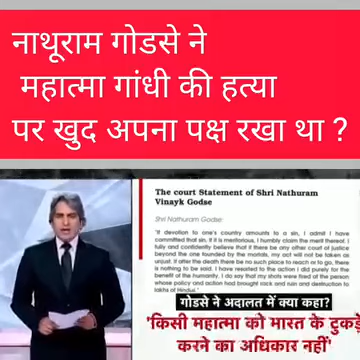 नाथूराम गोडसे ने
महात्मा गांधी की हत्या
पर खुद अपना पक्ष रखा था ?
The court Statement of Shri Nathuram
Vinayk Godse
Shri Nathuram Godse:
"If devotion to one's country amounts to a sin, I admit I have
committed that sin. If it is meritorious, I humbly claim the merit thereof. I
fully and confidently believe that if there be any other court of justice
beyond the one founded by the mortals, my act will not be taken as
unjust. If after the death there be no such place to reach or to go, there
is nothing to be said. I have resisted to the action I did purely for the
benefit of the humanity. I do say that my shots were fired at the person
whose policy and action had brought rack and ruin and destruction to
lakhs of Hindus."
गोडसे ने अदालत में क्या कहा?
'किसी महात्मा को भारत के टुकड़े
करने का अधिकार नहीं'